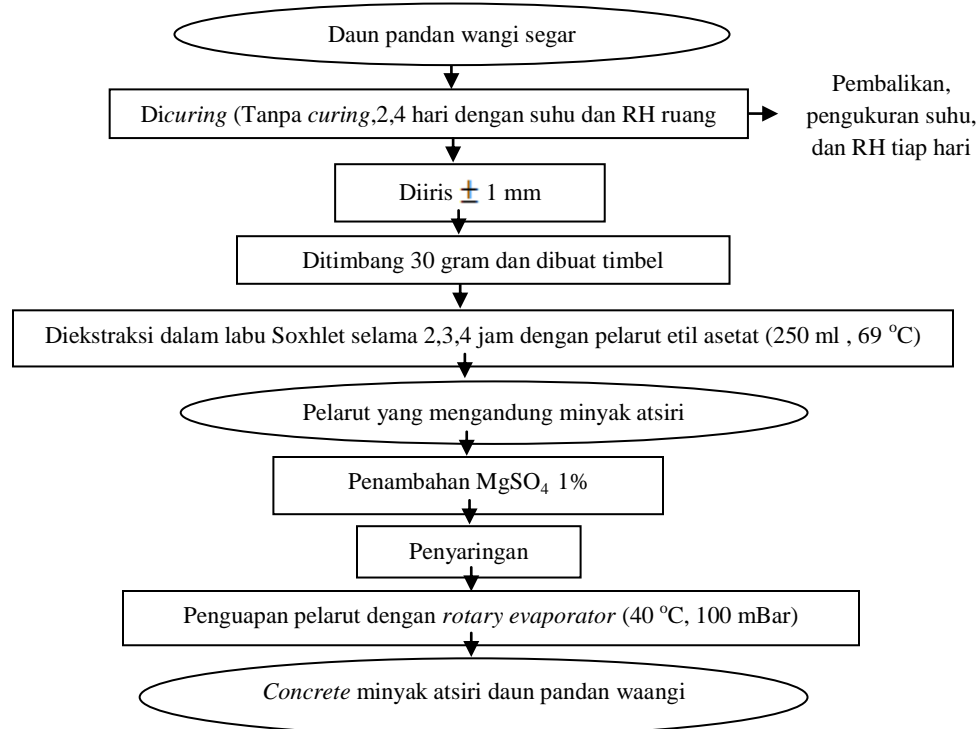 Daun pandan wangi segar
Dicuring (Tanpa curing,2,4 hari dengan suhu dan RH ruang
Pembalikan,
pengukuran suhu,
dan RH tiap hari
Diiris ± 1 mm
Ditimbang 30 gram dan dibuat timbel
Diekstraksi dalam labu Soxhlet selama 2,3,4 jam dengan pelarut etil asetat (250 ml , 69 °C)
Pelarut yang mengandung minyak atsiri
Penambahan MgSO₄ 1%
Penyaringan
Penguapan pelarut dengan rotary evaporator (40 °C, 100 mBar)
Concrete minyak atsiri daun pandan waangi